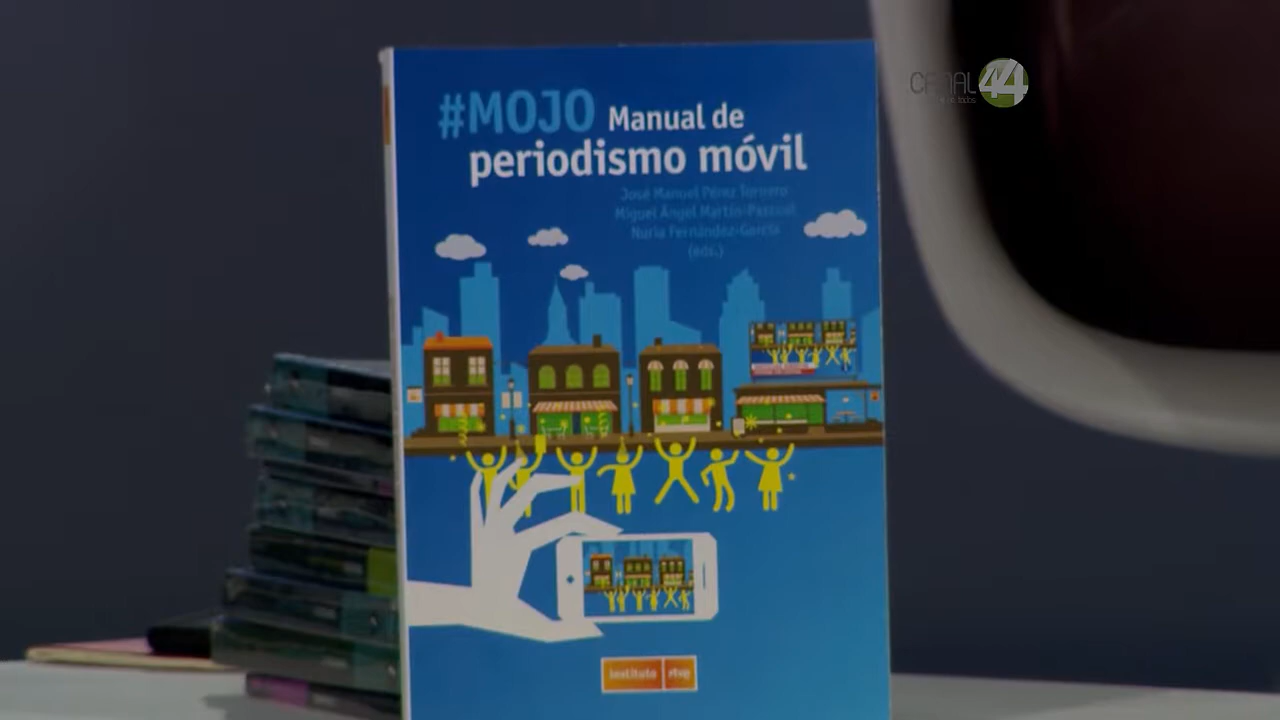 #MOJO Manual de
periodismo móvil
José Manuel Pérez Tornero
Miguel Ángel Martín-Pascual
Nuria Fernández-García
(eds.)
instituto rtve
CANAL 44